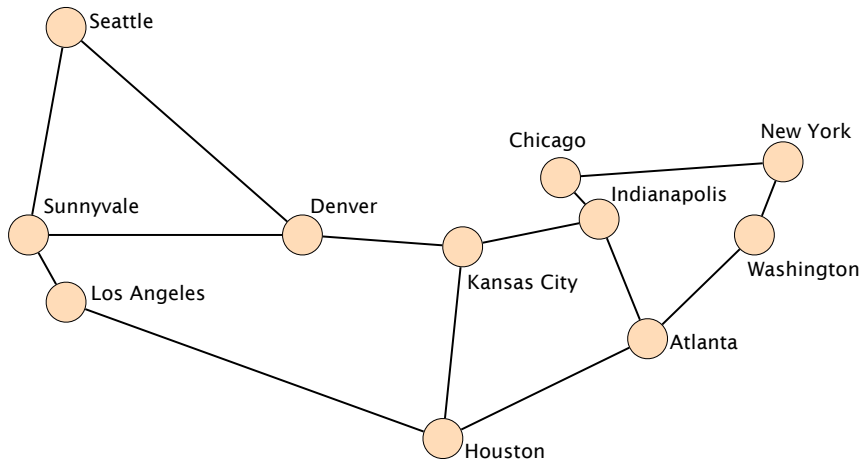 Seattle
New York
Chicago
Indianapolis
Sunnyvale
Denver
Washington
Kansas City
Los Angeles
Atlanta
Houston